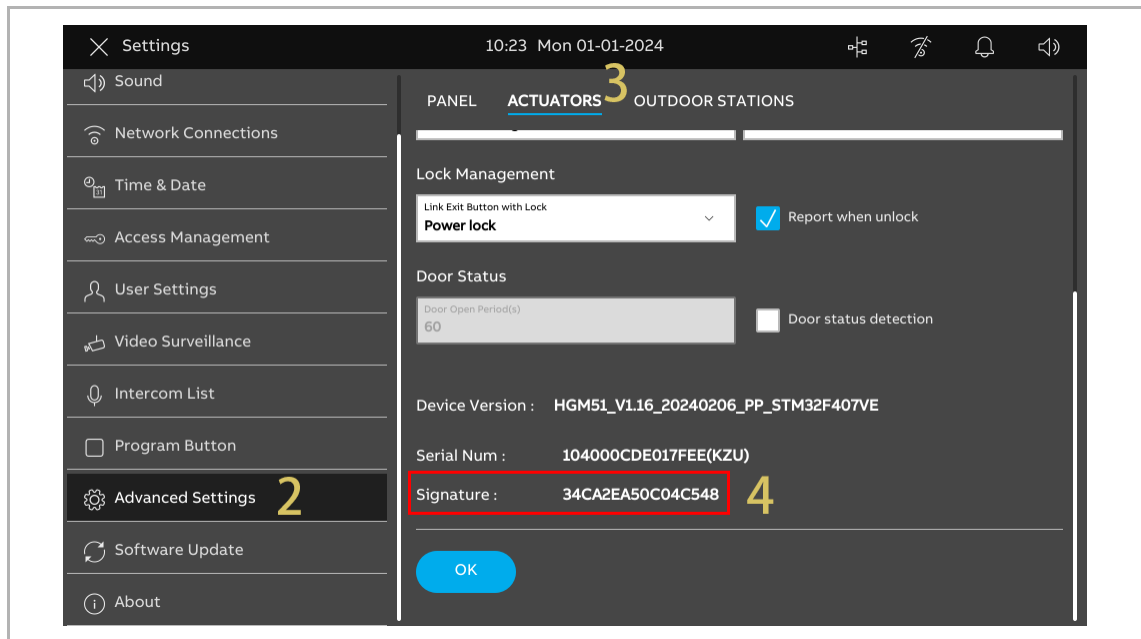 Settings
10:23 Mon 01-01-2024
Sound
Network Connections
Time & Date
Access Management
User Settings
Video Surveillance
Intercom List
Program Button
Advanced Settings
2
Software Update
About
PANEL
ACTUATORS
3
OUTDOOR STATIONS
Lock Management
Link Exit Button with Lock
Power lock
Report when unlock
Door Status
Door Open Period(s)
60
Door status detection
Device Version : HGM51_V1.16_20240206_PP_STM32F407VE
Serial Num : 104000CDE017FEE(KZU)
Signature : 34CA2EA50C04C548
4
OK